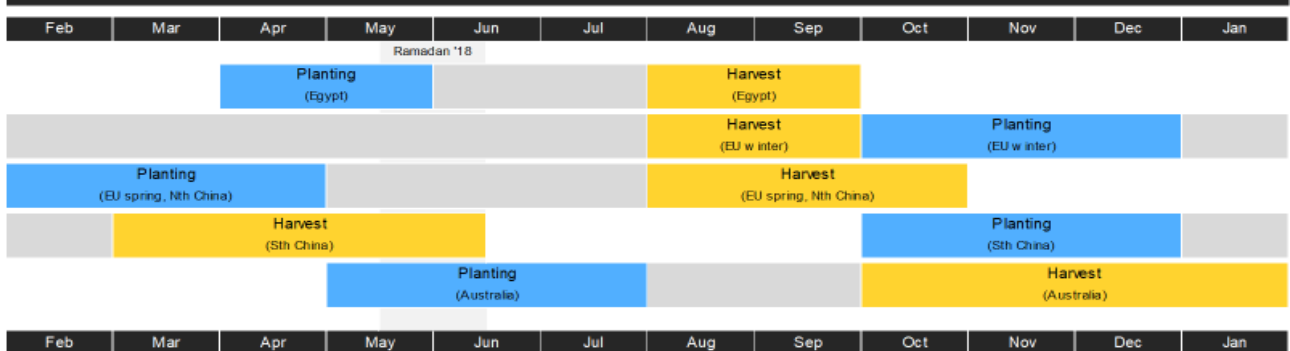 Feb Mar Apr May Jun Jul Aug Sep Oct Nov Dec Jan
Ramadan '18
Planting Harvest
(Egypt) (Egypt)
Harvest Planting
(EU winter) (EU winter)
Planting Harvest
(EU spring, Nth China) (EU spring, Nth China)
Harvest Planting
(Sth China) (Sth China)
Planting Harvest
(Australia) (Australia)
Feb Mar Apr May Jun Jul Aug Sep Oct Nov Dec Jan